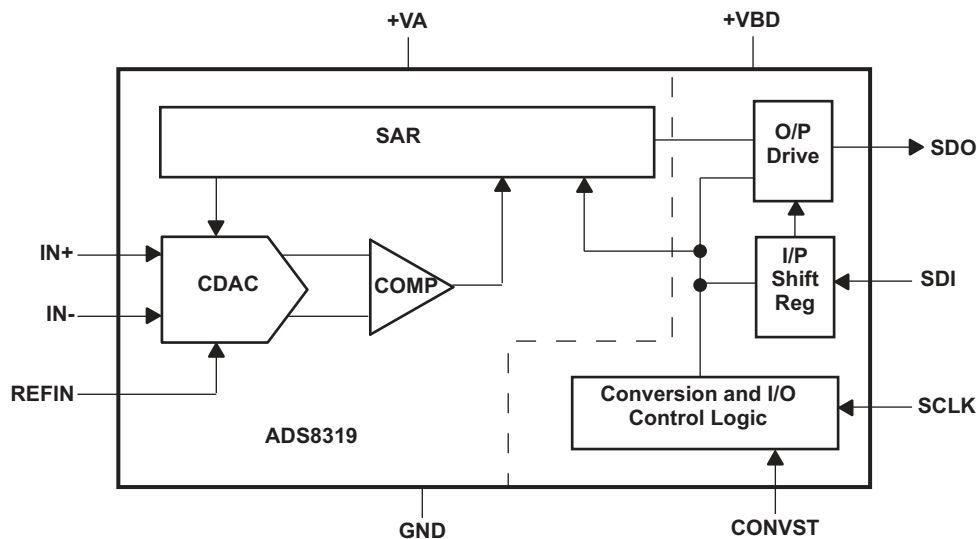 +VA
+VBD
SAR
O/P
Drive
SDO
IN+
CDAC
COMP
I/P
Shift
Reg
SDI
IN-
REFIN
Conversion and I/O
Control Logic
SCLK
ADS8319
GND
CONVST